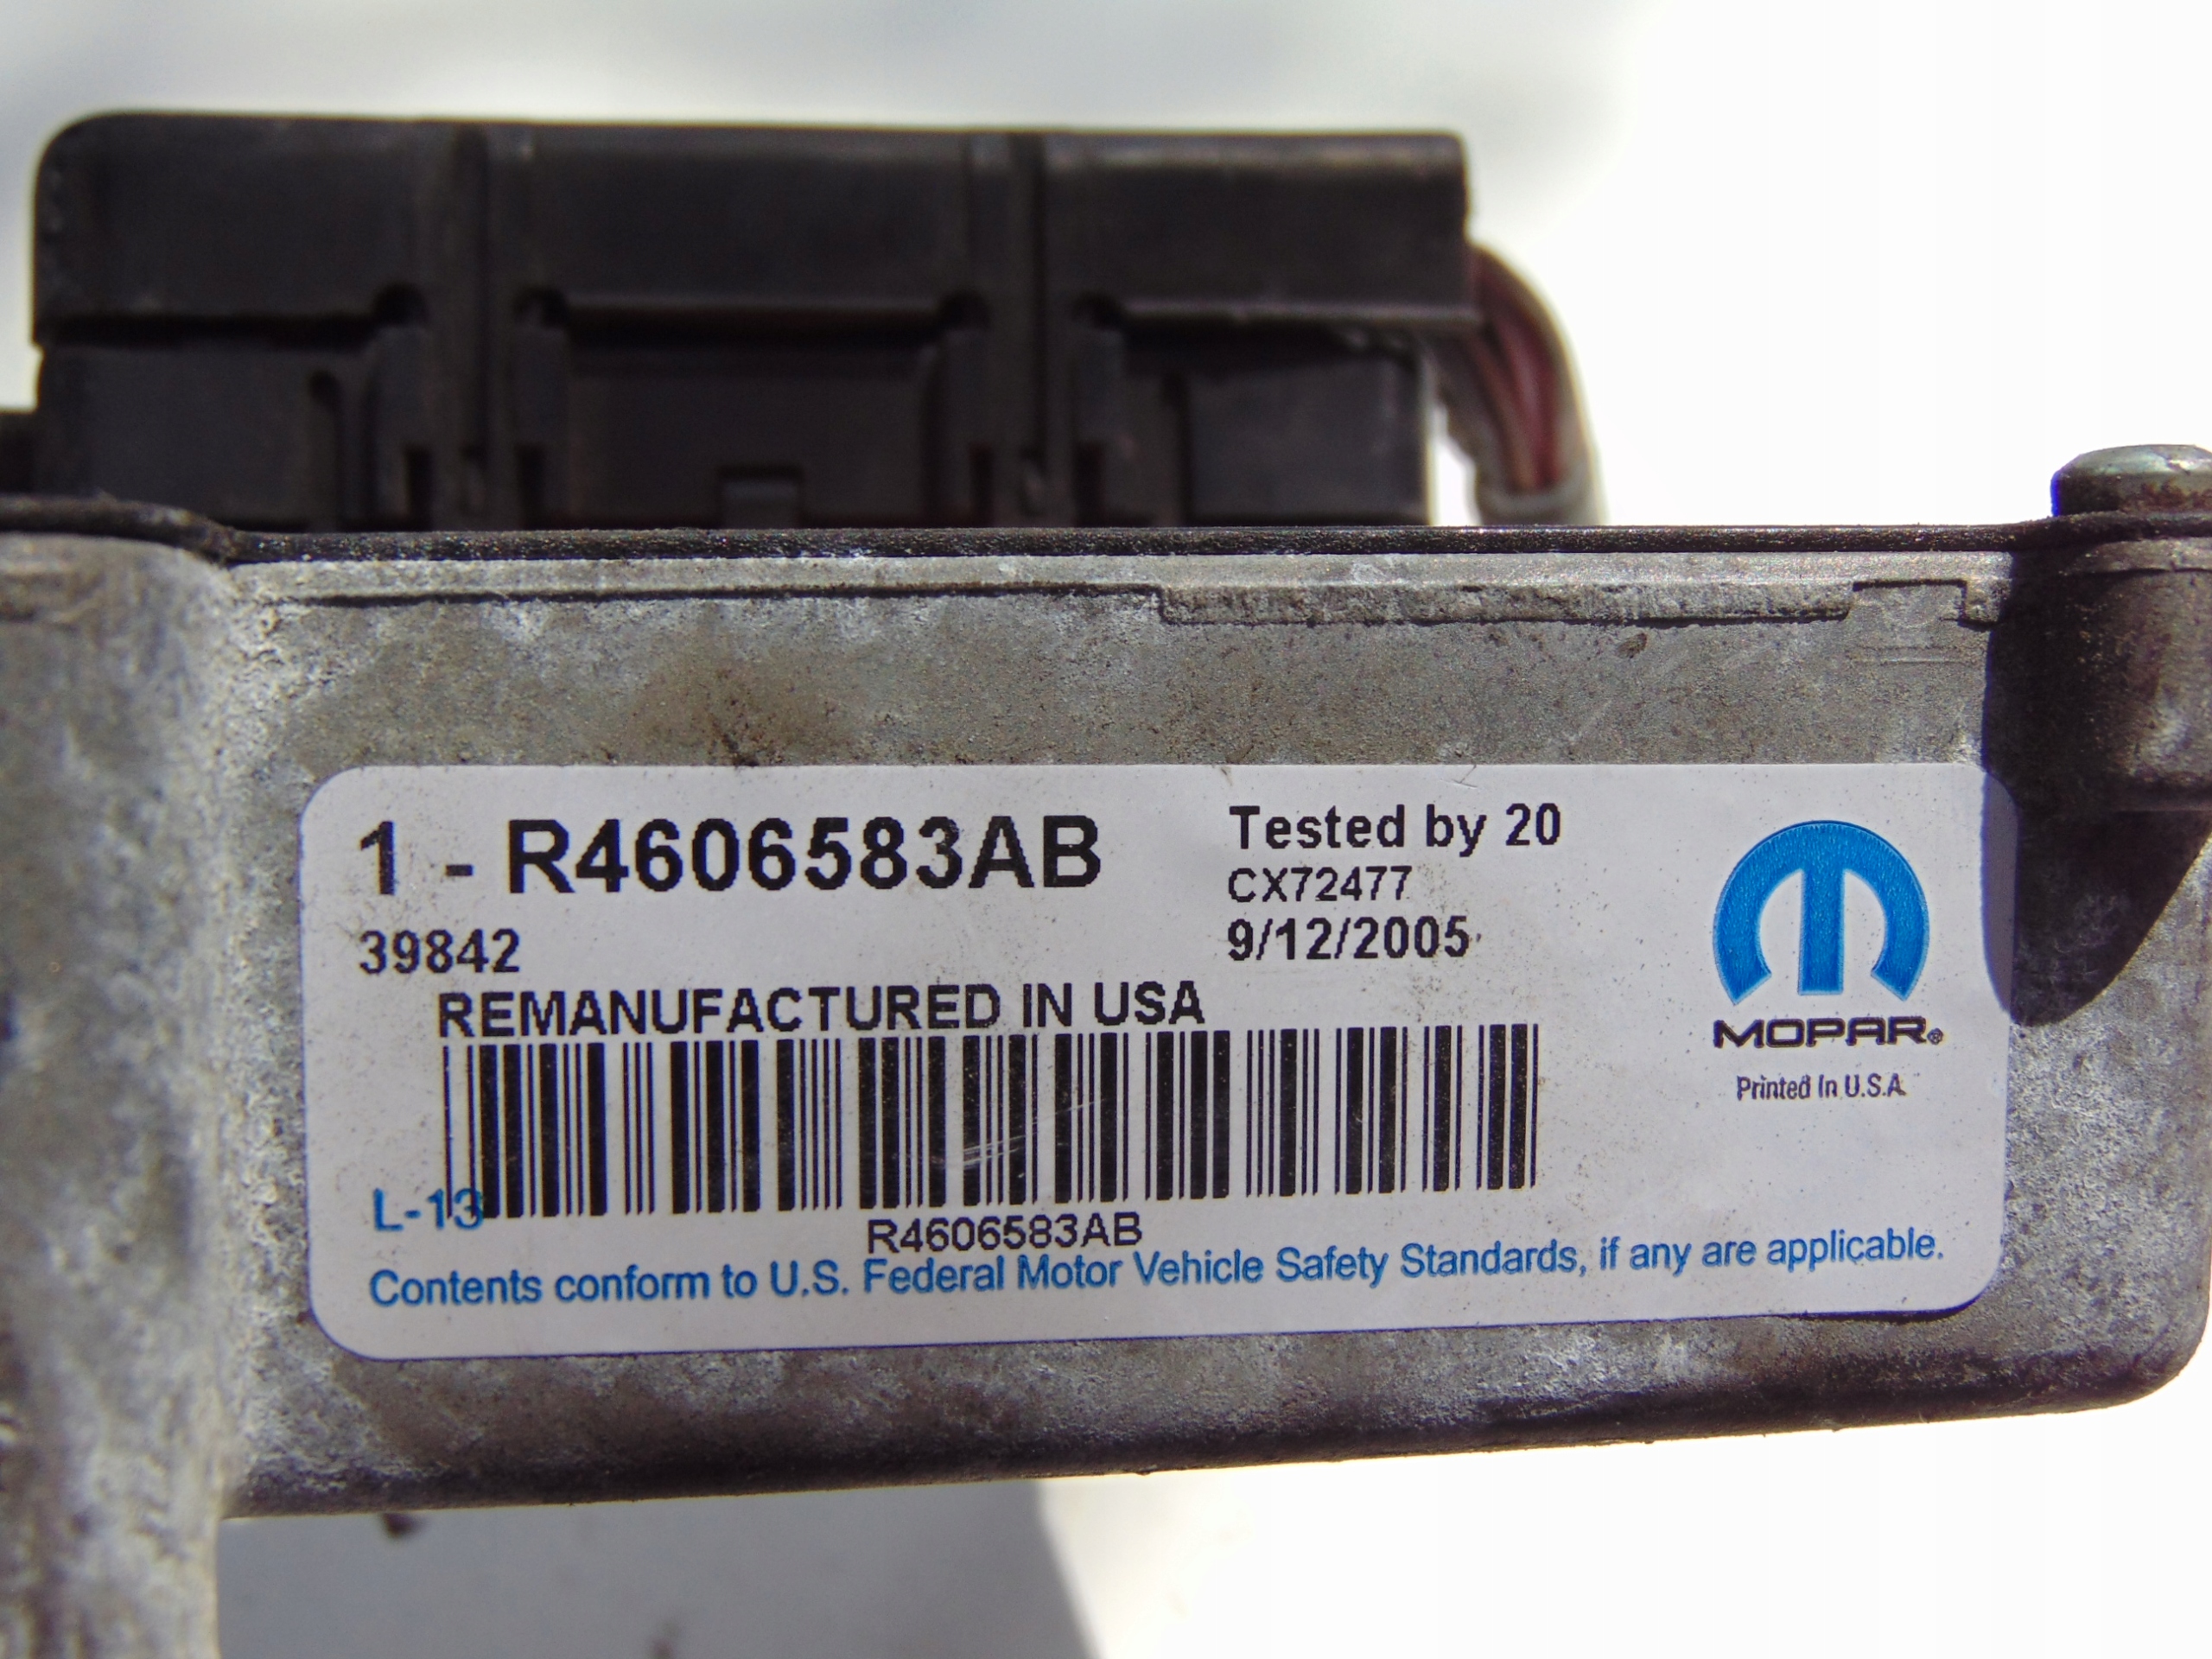 1 - R4606583AB
39842
Tested by 20
CX72477
9/12/2005
REMANUFACTURED IN USA
MOPAR®
Printed In U.S.A
L-13
R4606583AB
Contents conform to U.S. Federal Motor Vehicle Safety Standards, if any are applicable.